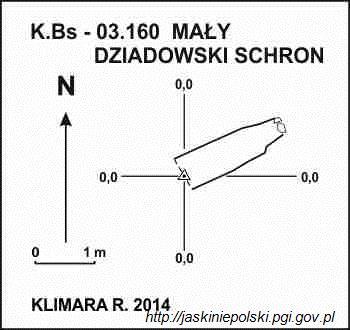 K.Bs - 03.160 MAŁY
DZIADOWSKI SCHRON
N
0,0
0,0
0,0
0,0
0 1 m
KLIMARA R. 2014
http://jaskiniepolski.pgi.gov.pl